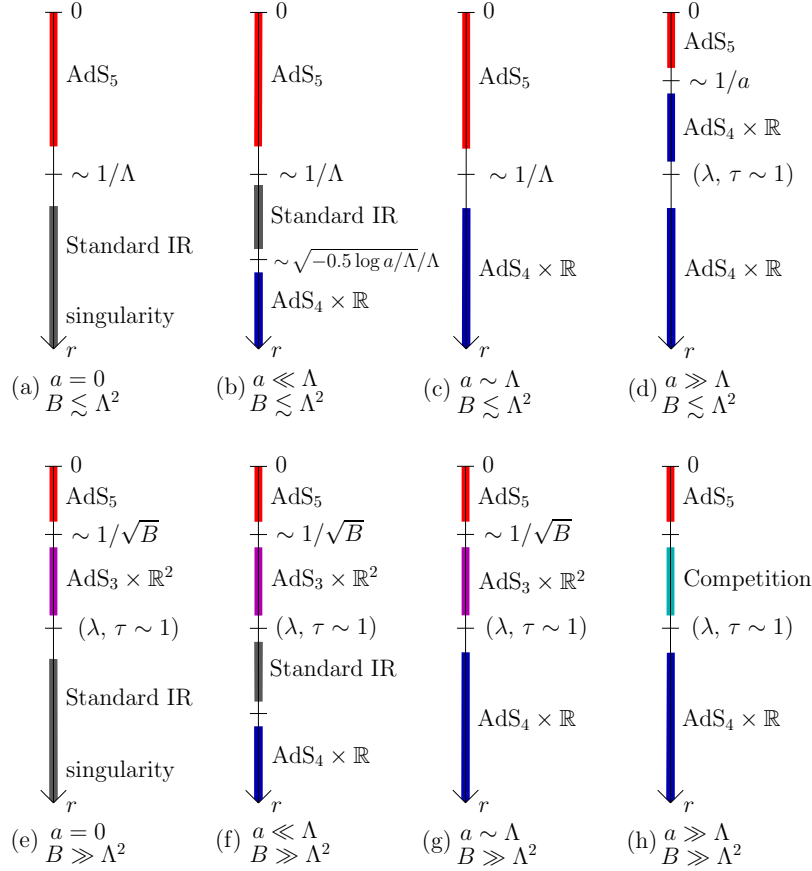 0
AdS₅
∼ 1/Λ
Standard IR
singularity
r
(a) a = 0
B ≲ Λ²
0
AdS₅
∼ 1/Λ
Standard IR
∼√(−0.5 log a/Λ)/Λ
AdS₄ × ℝ
r
(b) a ≪ Λ
B ≲ Λ²
0
AdS₅
∼ 1/Λ
AdS₄ × ℝ
r
(c) a ∼ Λ
B ≲ Λ²
0
AdS₅
∼ 1/a
AdS₄ × ℝ
(λ, τ ∼ 1)
AdS₄ × ℝ
r
(d) a ≫ Λ
B ≲ Λ²
0
AdS₅
∼ 1/√B
AdS₃ × ℝ²
(λ, τ ∼ 1)
Standard IR
singularity
r
(e) a = 0
B ≫ Λ²
0
AdS₅
∼ 1/√B
AdS₃ × ℝ²
(λ, τ ∼ 1)
Standard IR
AdS₄ × ℝ
r
(f) a ≪ Λ
B ≫ Λ²
0
AdS₅
∼ 1/√B
AdS₃ × ℝ²
(λ, τ ∼ 1)
AdS₄ × ℝ
r
(g) a ∼ Λ
B ≫ Λ²
0
AdS₅
Competition
(λ, τ ∼ 1)
AdS₄ × ℝ
r
(h) a ≫ Λ
B ≫ Λ²